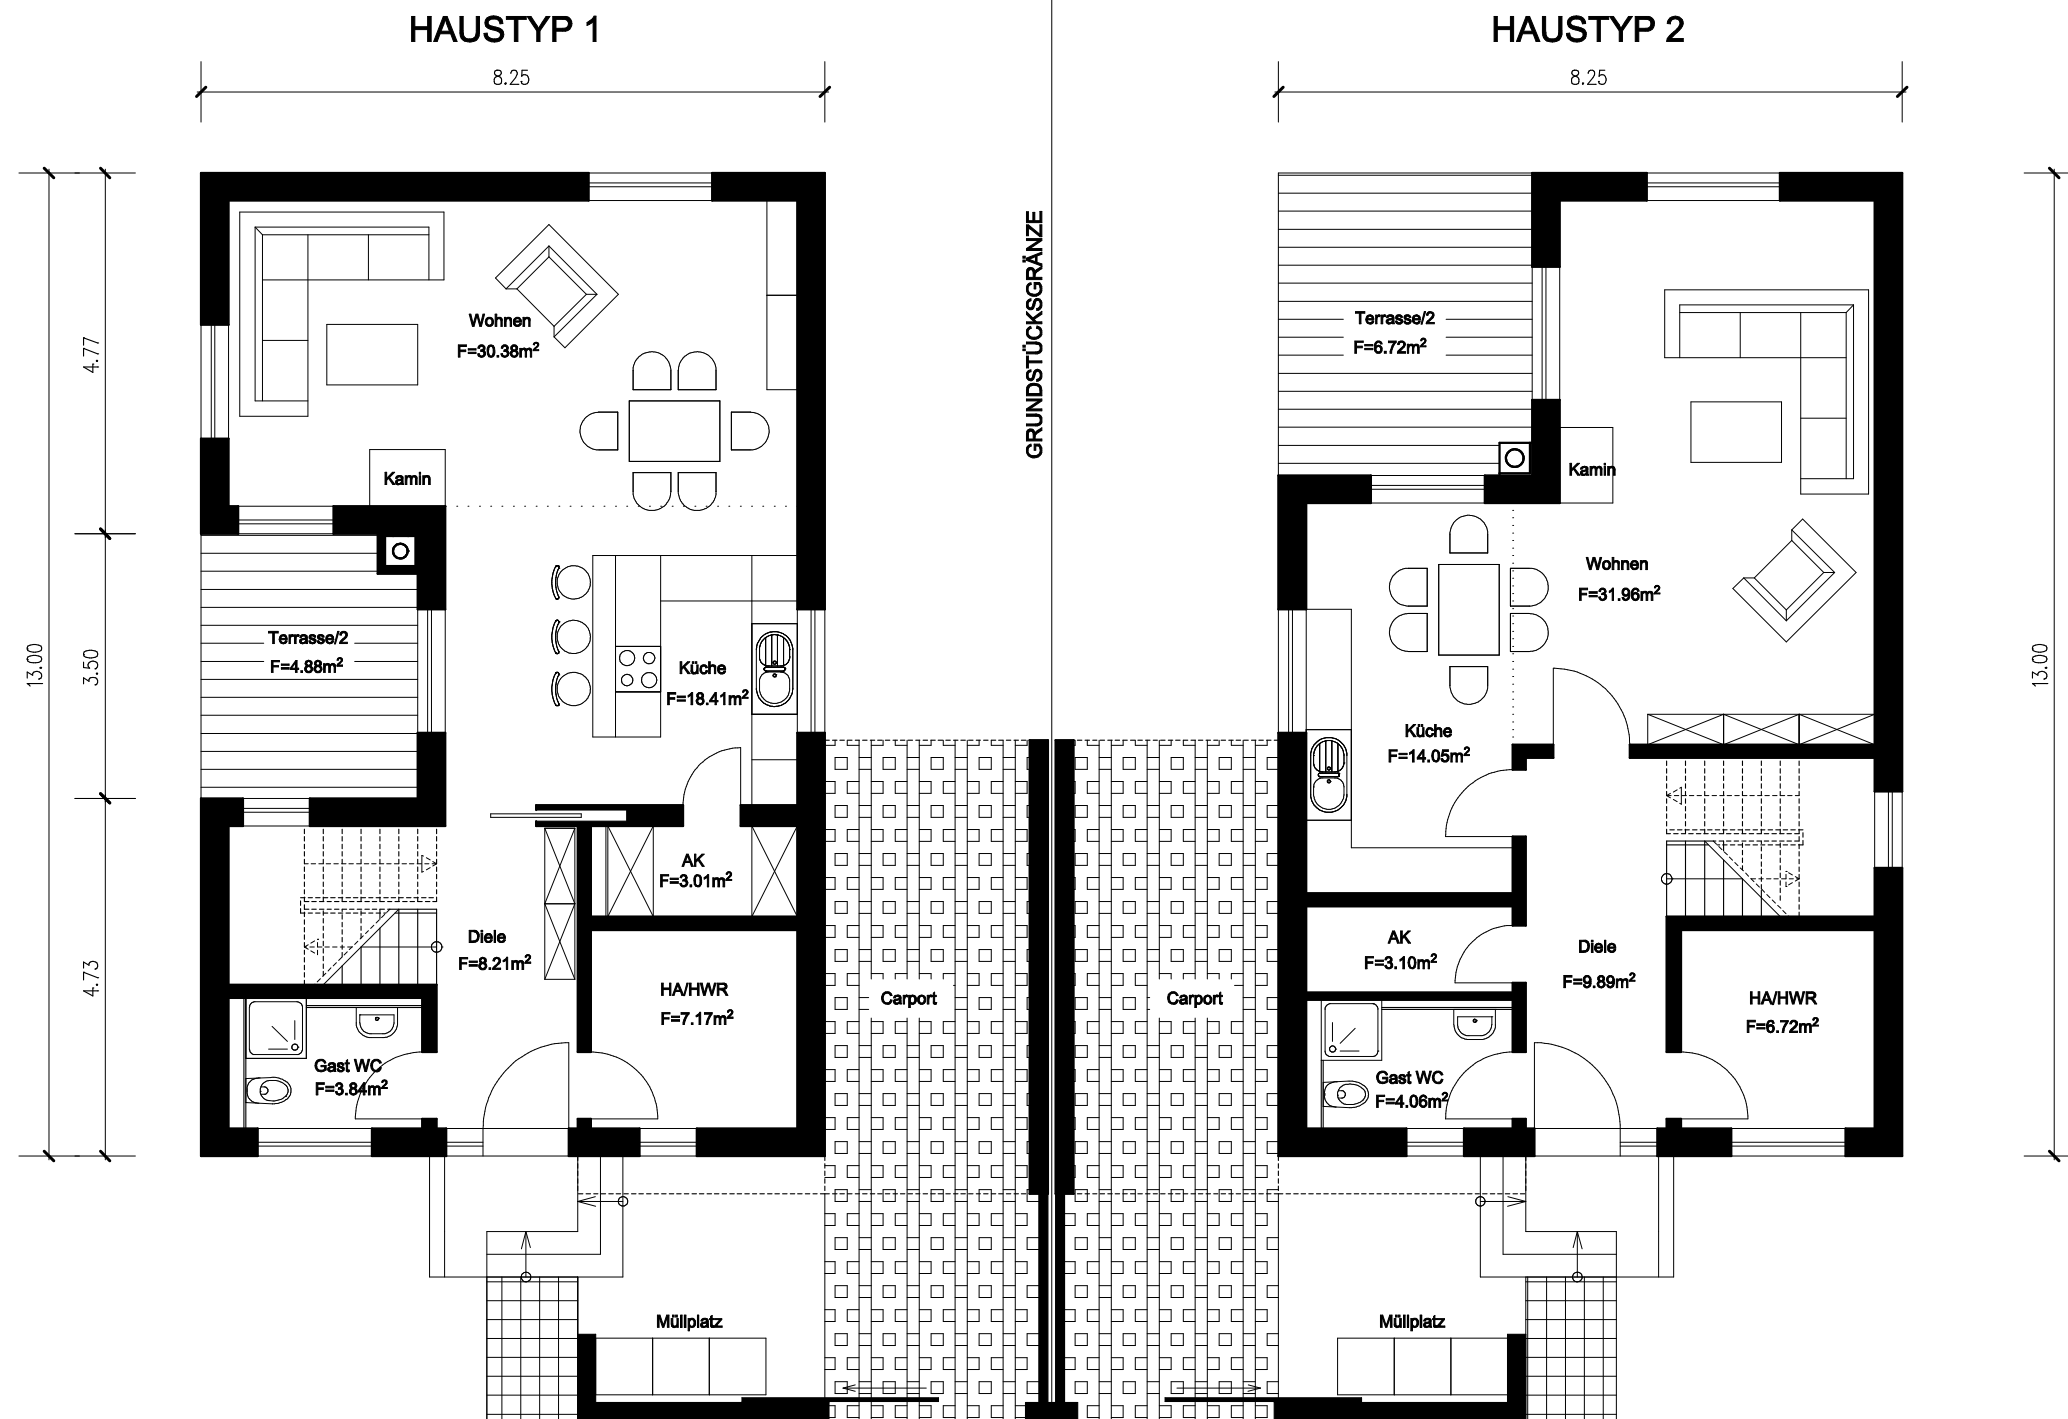 HAUSTYP 1
8.25
13.00
4.77
3.50
4.73
Wohnen
F=30.38m²
Kamin
Terrasse/2
F=4.88m²
Küche
F=18.41m²
AK
F=3.01m²
Diele
F=8.21m²
HA/HWR
F=7.17m²
Gast WC
F=3.84m²
Carport
Müllplatz
GRUNDSTÜCKSGRÄNZE
HAUSTYP 2
8.25
13.00
Terrasse/2
F=6.72m²
Kamin
Wohnen
F=31.96m²
Küche
F=14.05m²
AK
F=3.10m²
Diele
F=9.89m²
HA/HWR
F=6.72m²
Gast WC
F=4.06m²
Carport
Müllplatz